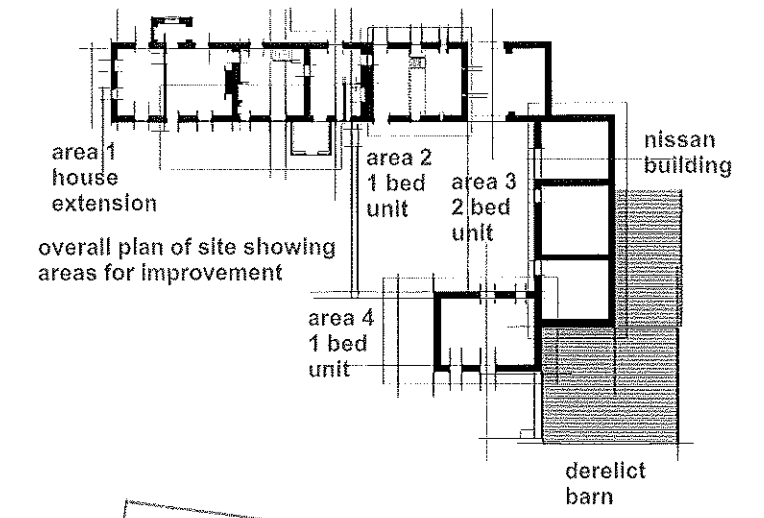 area 1
house
extension
area 2
1 bed
unit
area 3
2 bed
unit
nissan
building
overall plan of site showing
areas for improvement
area 4
1 bed
unit
derelict
barn